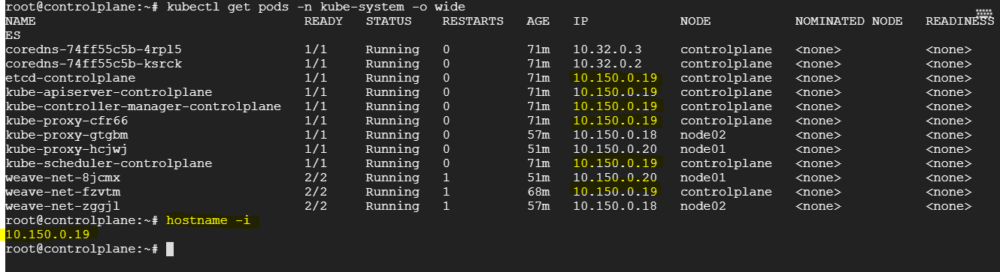 root@controlplane:~# kubectl get pods -n kube-system -o wide
NAME READY STATUS RESTARTS AGE IP NODE NOMINATED NODE READINESS
ES
coredns-74ff55c5b-4rpl5 1/1 Running 0 71m 10.32.0.3 controlplane <none> <none>
coredns-74ff55c5b-ksrck 1/1 Running 0 71m 10.32.0.2 controlplane <none> <none>
etcd-controlplane 1/1 Running 0 71m 10.150.0.19 controlplane <none> <none>
kube-apiserver-controlplane 1/1 Running 0 71m 10.150.0.19 controlplane <none> <none>
kube-controller-manager-controlplane 1/1 Running 0 71m 10.150.0.19 controlplane <none> <none>
kube-proxy-cfr66 1/1 Running 0 71m 10.150.0.19 controlplane <none> <none>
kube-proxy-gtgbm 1/1 Running 0 57m 10.150.0.18 node02 <none> <none>
kube-proxy-hcjwj 1/1 Running 0 51m 10.150.0.20 node01 <none> <none>
kube-scheduler-controlplane 1/1 Running 0 71m 10.150.0.19 controlplane <none> <none>
weave-net-8jcmx 2/2 Running 1 51m 10.150.0.20 node01 <none> <none>
weave-net-fzvtm 2/2 Running 1 68m 10.150.0.19 controlplane <none> <none>
weave-net-zggjl 2/2 Running 1 57m 10.150.0.18 node02 <none> <none>
root@controlplane:~# hostname -i
10.150.0.19
root@controlplane:~#